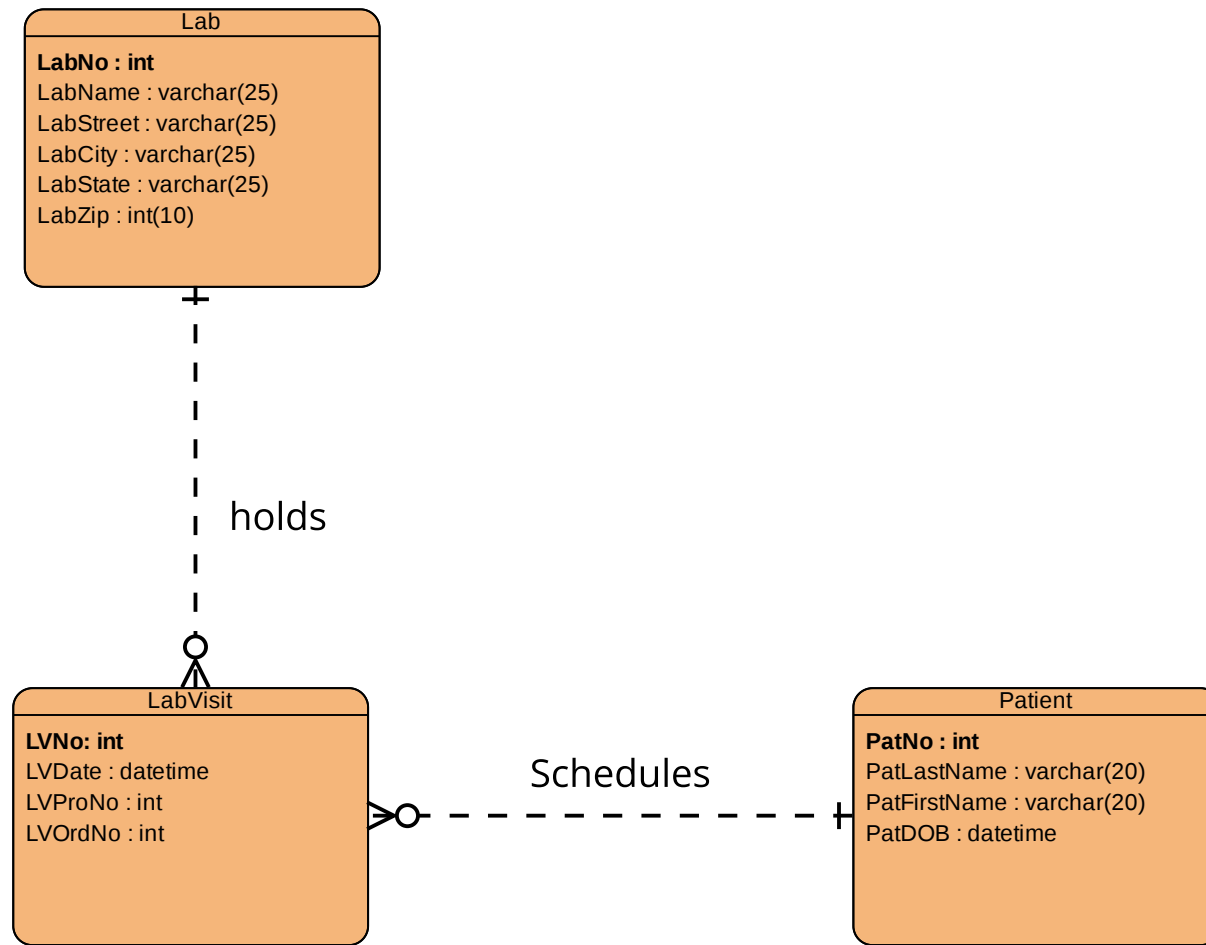 Lab
LabNo : int
LabName : varchar(25)
LabStreet : varchar(25)
LabCity : varchar(25)
LabState : varchar(25)
LabZip : int(10)
holds
LabVisit
LVNo: int
LVDate : datetime
LVProNo : int
LVOrdNo : int
Schedules
Patient
PatNo : int
PatLastName : varchar(20)
PatFirstName : varchar(20)
PatDOB : datetime